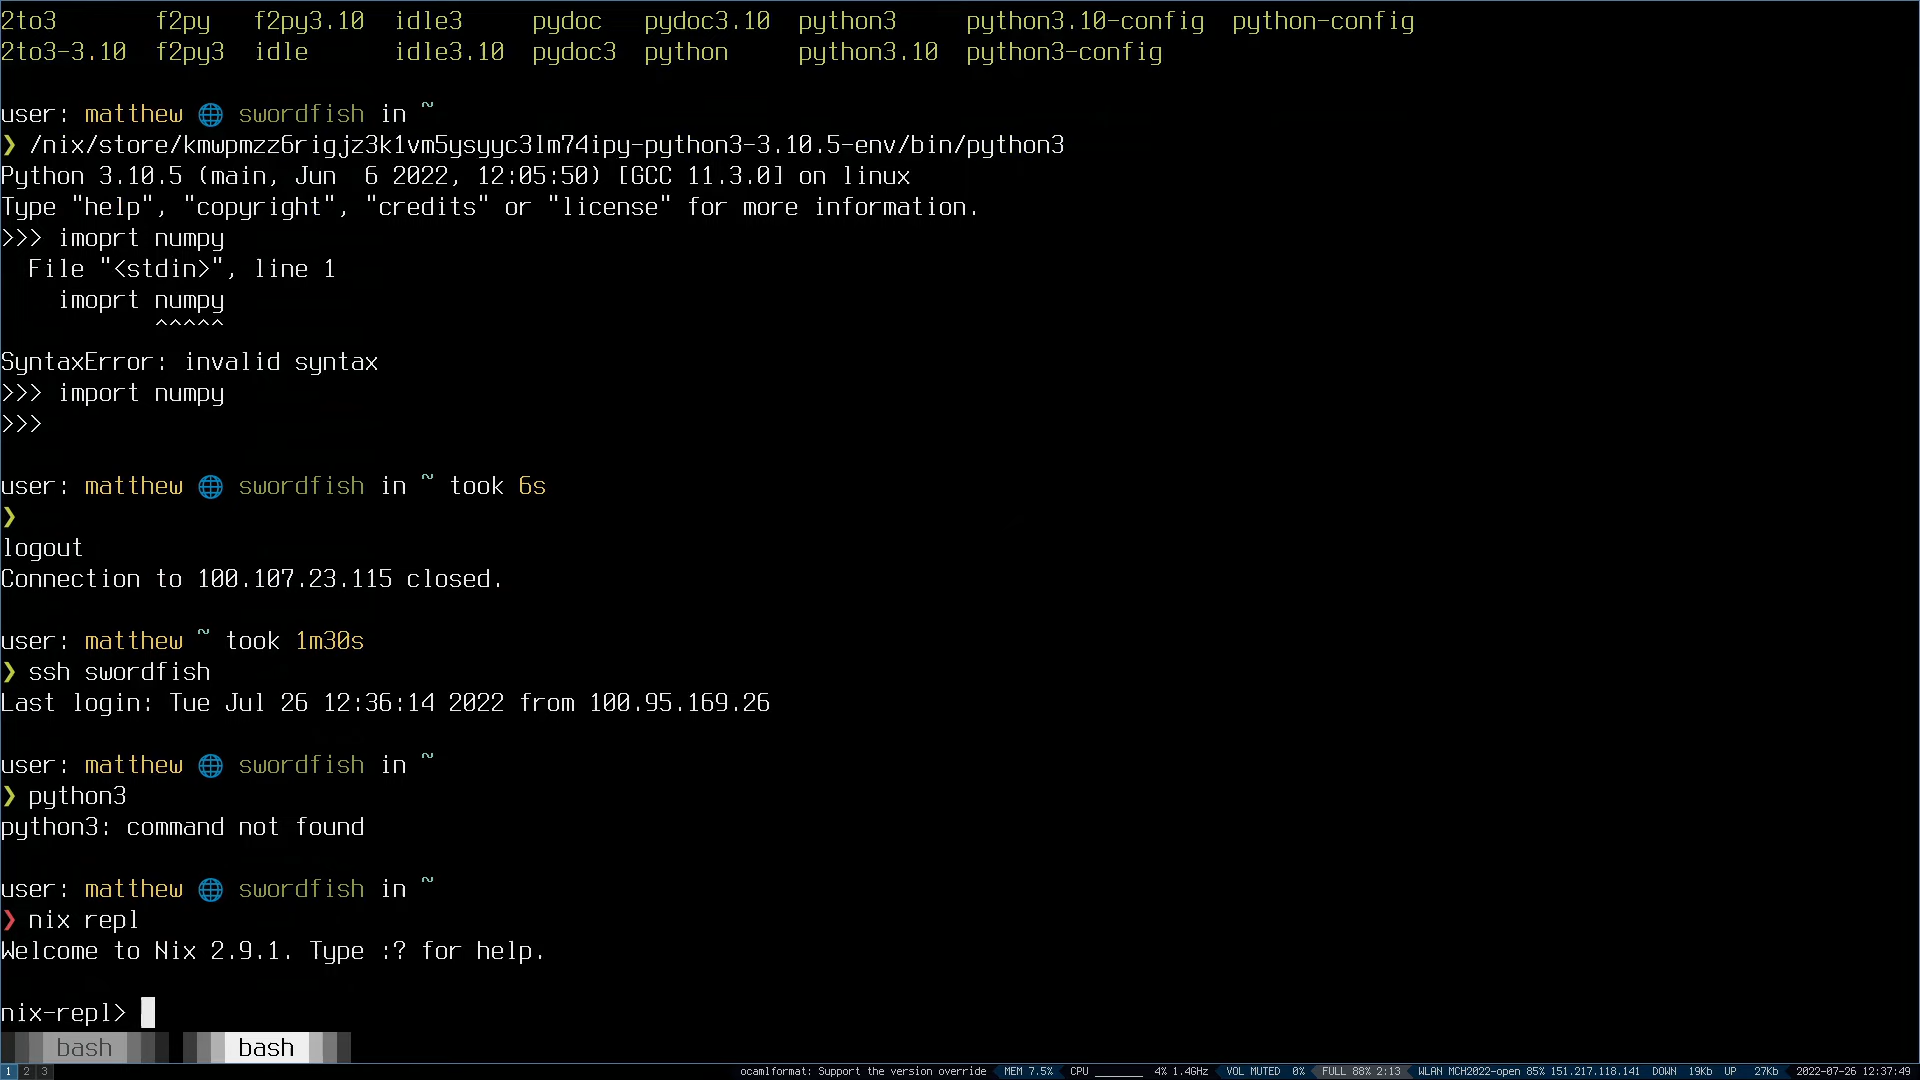 2to3 f2py f2py3.10 idle3 pydoc pydoc3.10 python3 python3.10-config python-config
2to3-3.10 f2py3 idle idle3.10 pydoc3 python python3.10 python3-config
user: matthew 🌐 swordfish in ~
❯ /nix/store/kmwpmzz6rigjz3k1vm5ysyyc3lm74ipy-python3-3.10.5-env/bin/python3
Python 3.10.5 (main, Jun  6 2022, 12:05:50) [GCC 11.3.0] on linux
Type "help", "copyright", "credits" or "license" for more information.
>>> imoprt numpy
File "<stdin>", line 1
imoprt numpy
^^^^^
SyntaxError: invalid syntax
>>> import numpy
>>>
user: matthew 🌐 swordfish in ~ took 6s
❯
logout
Connection to 100.107.23.115 closed.
user: matthew ~ took 1m30s
❯ ssh swordfish
Last login: Tue Jul 26 12:36:14 2022 from 100.95.169.26
user: matthew 🌐 swordfish in ~
❯ python3
python3: command not found
user: matthew 🌐 swordfish in ~
❯ nix repl
Welcome to Nix 2.9.1. Type :? for help.
nix-repl>
bash bash
1 2 3 ocamlformat: Support the version override MEM 7.5% CPU 4% 1.4GHz VOL MUTED 0% FULL 88% 2:13 WLAN MCH2022-open 85% 151.217.118.141 DOWN 19Kb UP 27Kb 2022-07-26 12:37:49